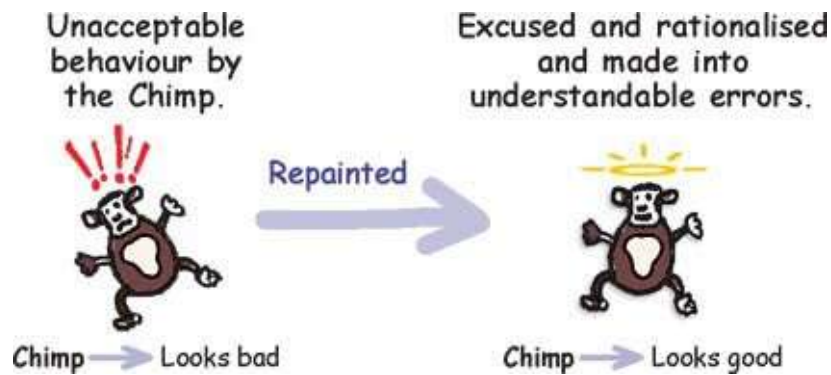 Unacceptable
behaviour by
the Chimp.
Excused and rationalised
and made into
understandable errors.
Repainted
Chimp → Looks bad
Chimp → Looks good